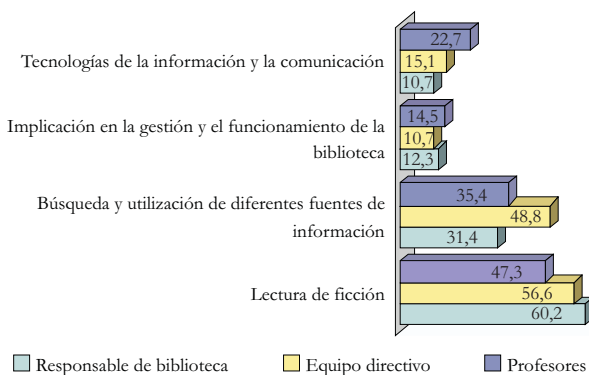 Tecnologías de la información y la comunicación
22,7
15,1
10,7
Implicación en la gestión y el funcionamiento de la
biblioteca
14,5
10,7
12,3
Búsqueda y utilización de diferentes fuentes de
información
35,4
48,8
31,4
Lectura de ficción
47,3
56,6
60,2
Responsable de biblioteca Equipo directivo Profesores